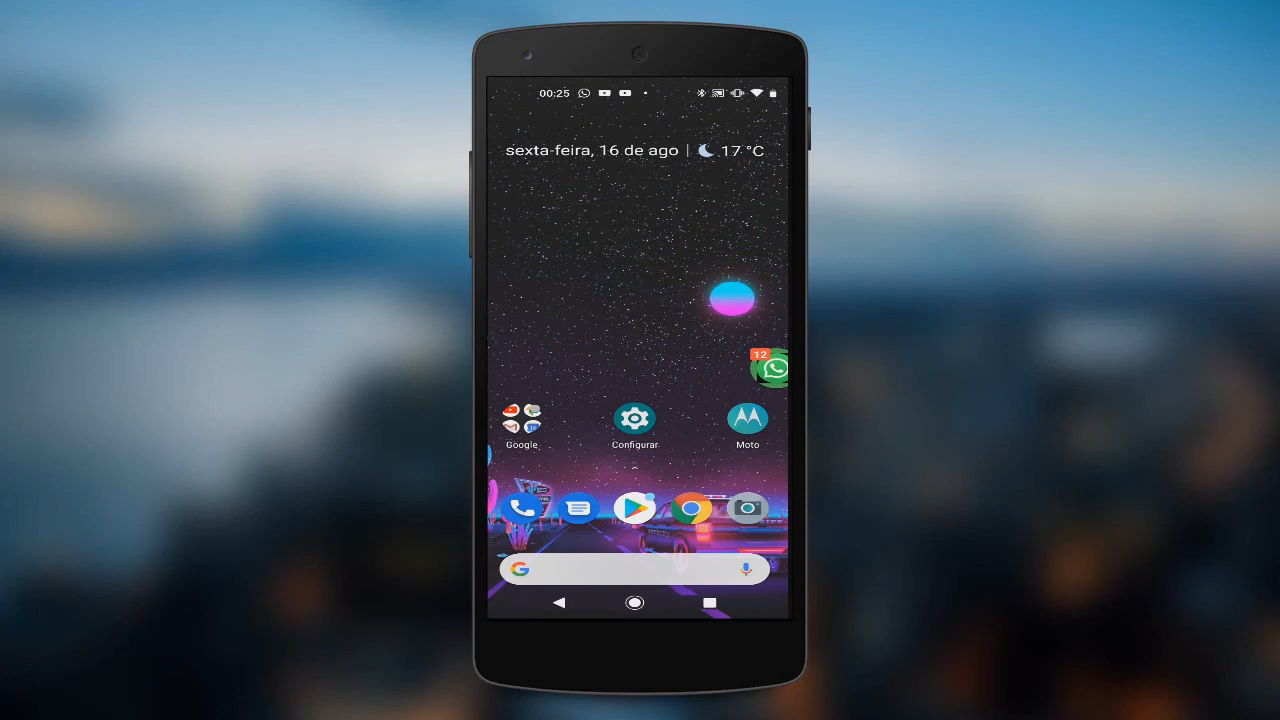 00:25
sexta-feira, 16 de ago | 17 °C
12
Google
Configurar
Moto